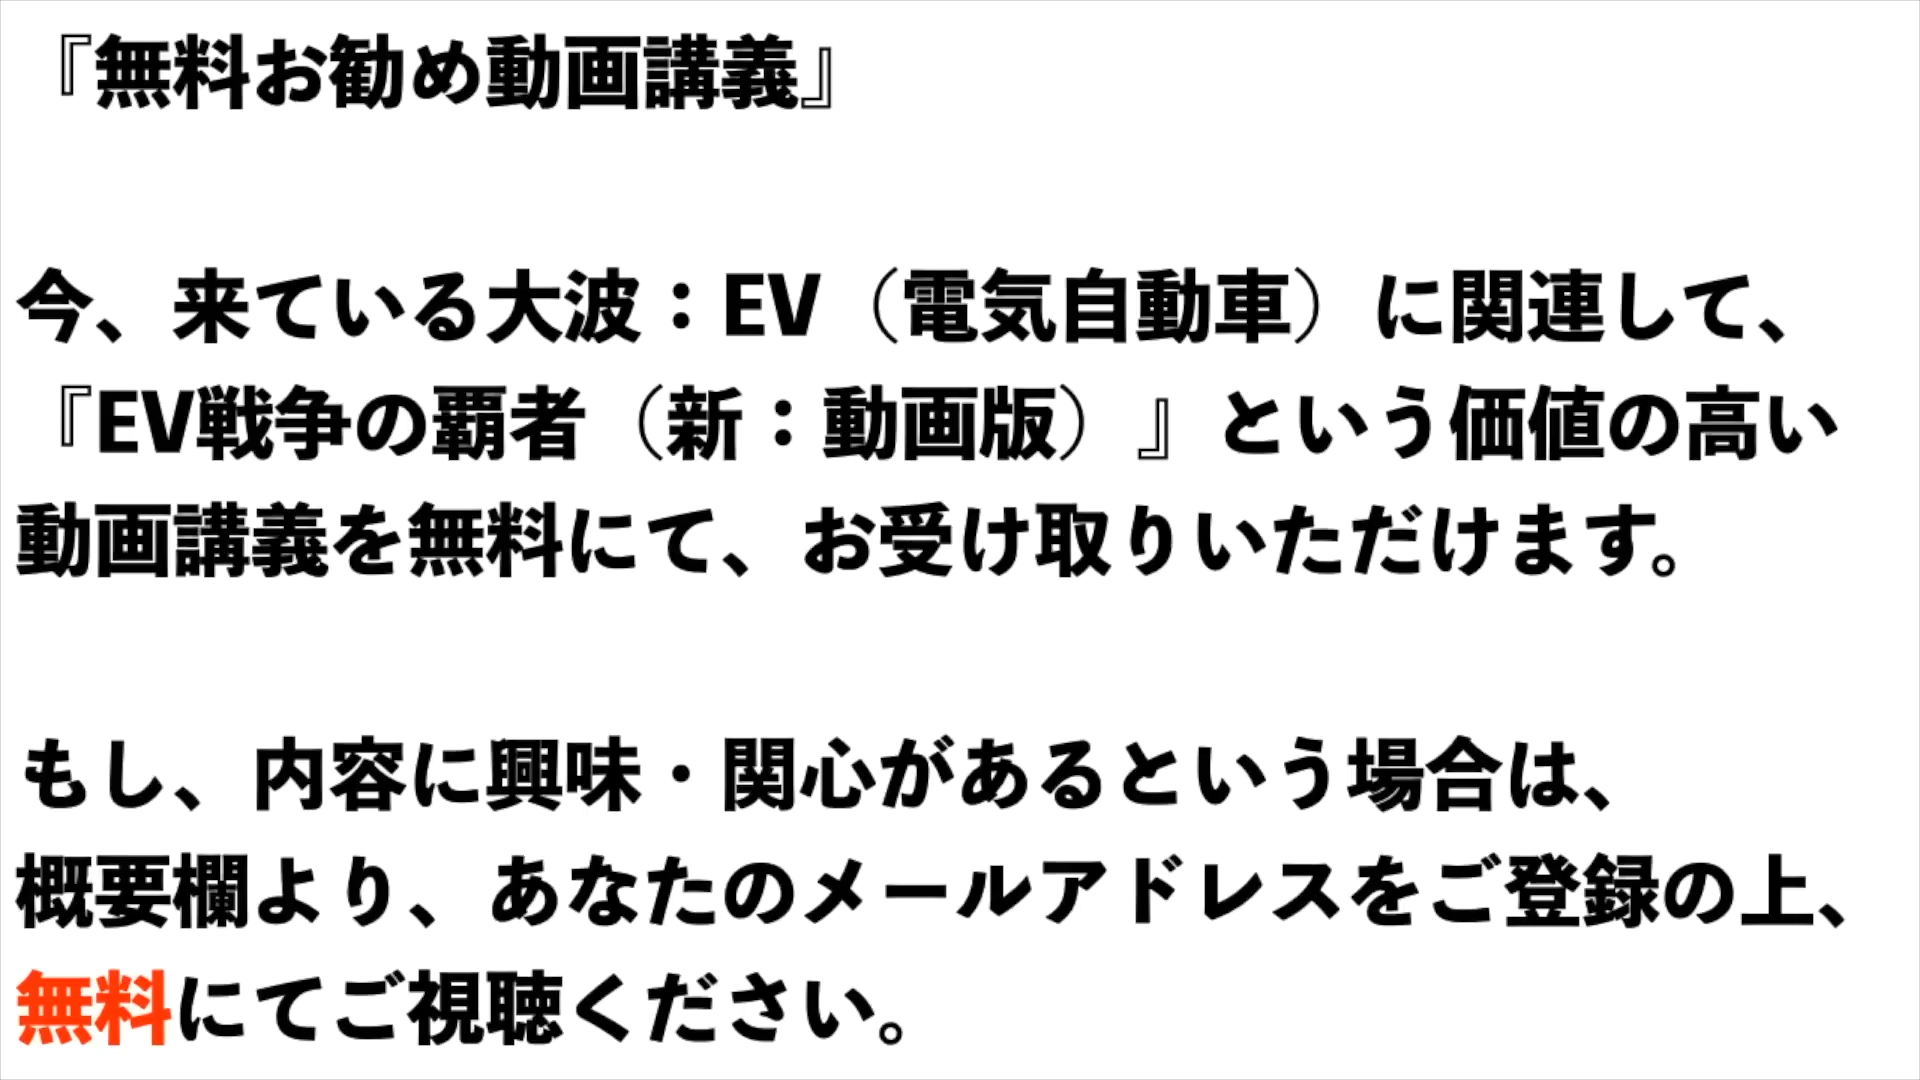 『無料お勧め動画講義』
今、来ている大波：EV（電気自動車）に関連して、
『EV戦争の覇者（新：動画版）』という価値の高い
動画講義を無料にて、お受け取りいただけます。
もし、内容に興味・関心があるという場合は、
概要欄より、あなたのメールアドレスをご登録の上、
無料にてご視聴ください。